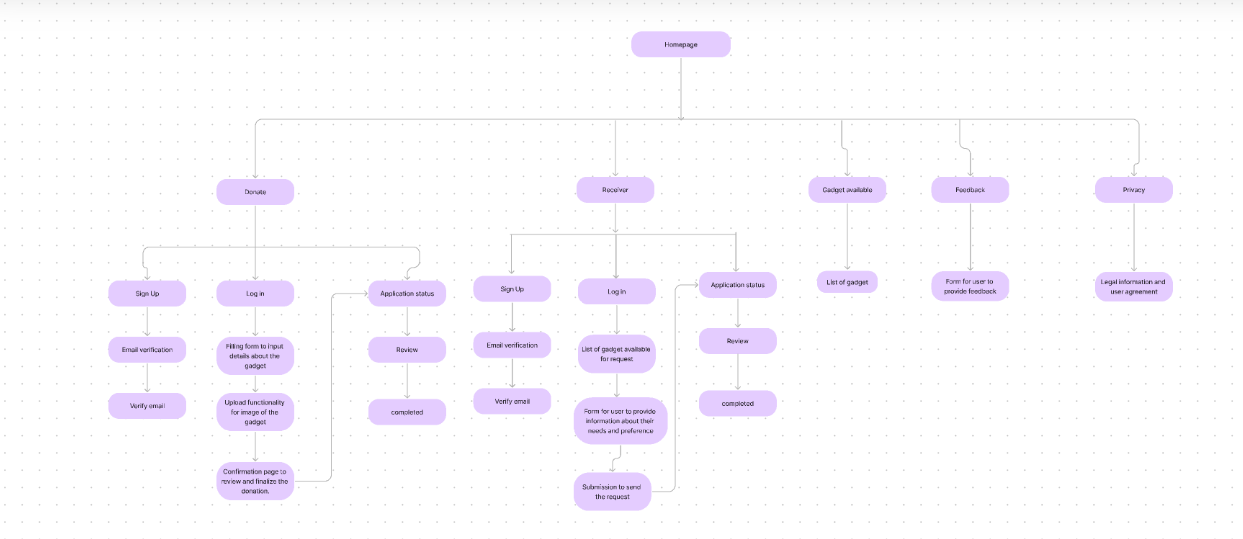 Homepage
Donate
Receiver
Gadget available
Feedback
Privacy
Sign Up
Log in
Application status
Sign Up
Log in
Application status
List of gadget
Form for user to
provide feedback
Legal information and
user agreement
Email verification
Filling form to input
details about the
gadget
Review
Email verification
List of gadget available
for request
Review
Verify email
Upload functionality
for image of the
gadget
completed
Verify email
Form for user to provide
information about their
needs and preference
completed
Confirmation page to
review and finalize the
donation.
Submission to send
the request